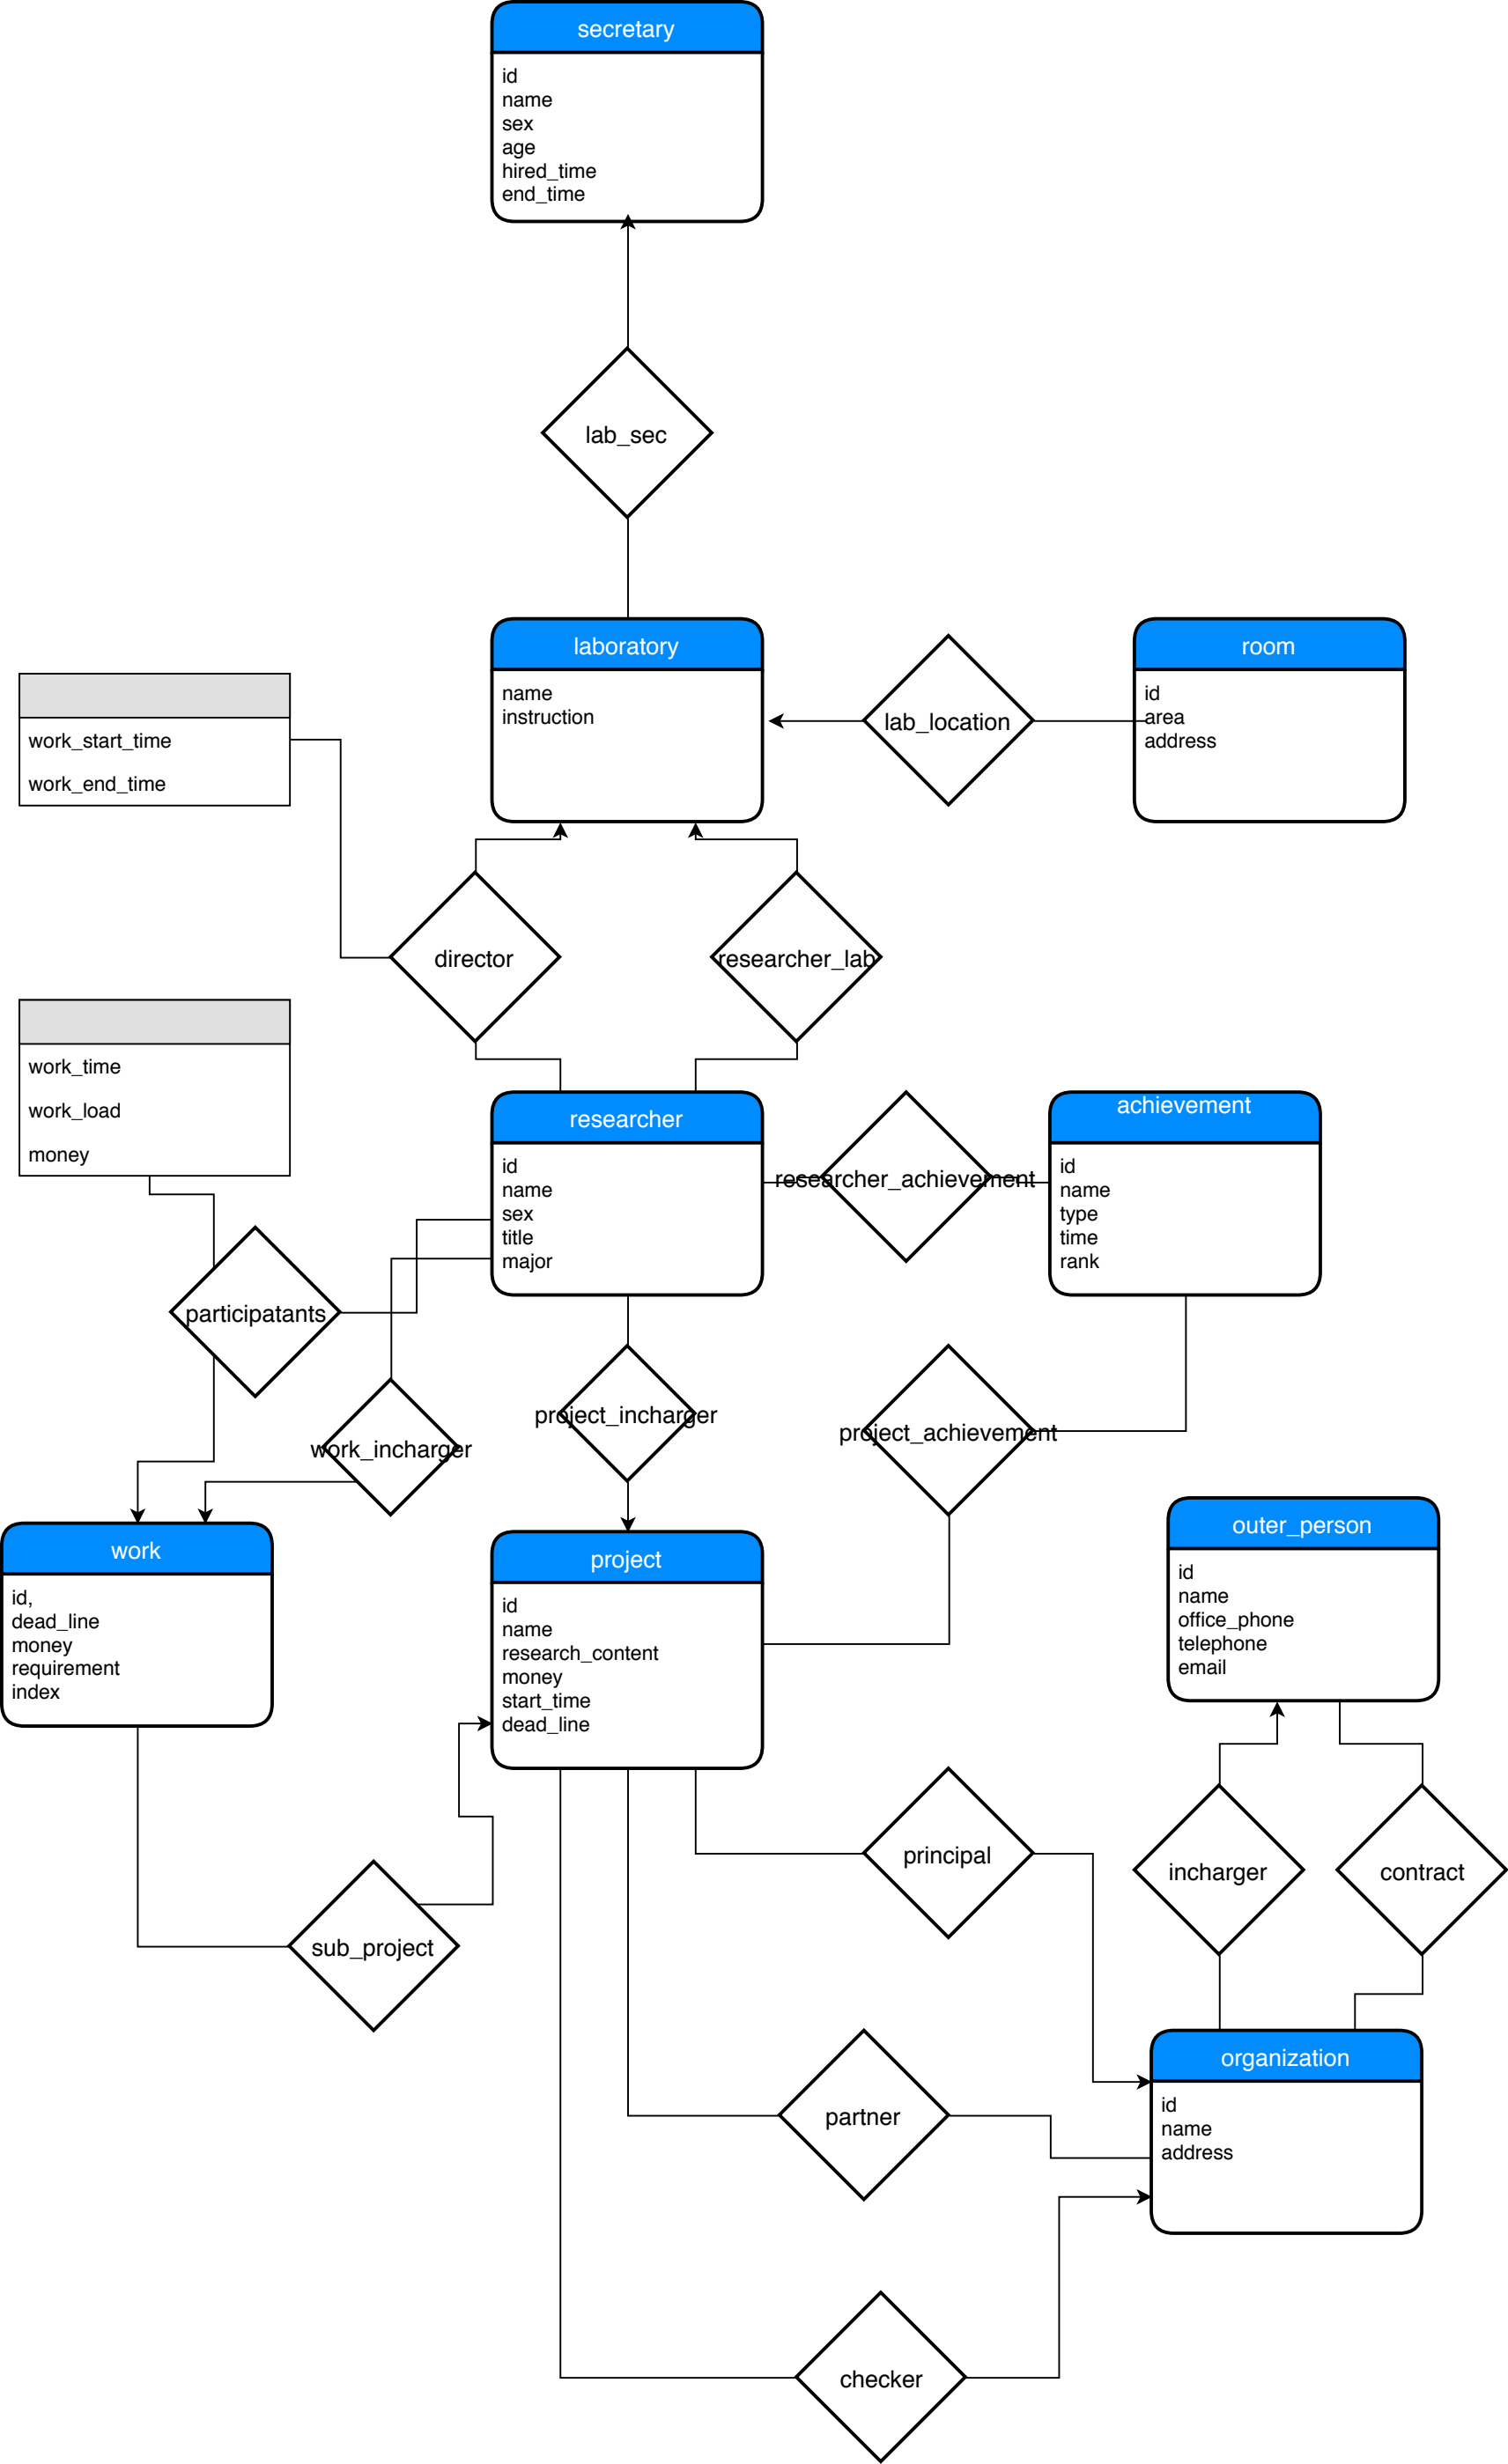 secretary
id
name
sex
age
hired_time
end_time
lab_sec
laboratory
name
instruction
lab_location
room
id
area
address
work_start_time
work_end_time
director
researcher_lab
work_time
work_load
money
researcher
id
name
sex
title
major
researcher_achievement
achievement
id
name
type
time
rank
participatants
work_incharger
project_incharger
project_achievement
work
id,
dead_line
money
requirement
index
project
id
name
research_content
money
start_time
dead_line
outer_person
id
name
office_phone
telephone
email
sub_project
principal
incharger
contract
partner
organization
id
name
address
checker